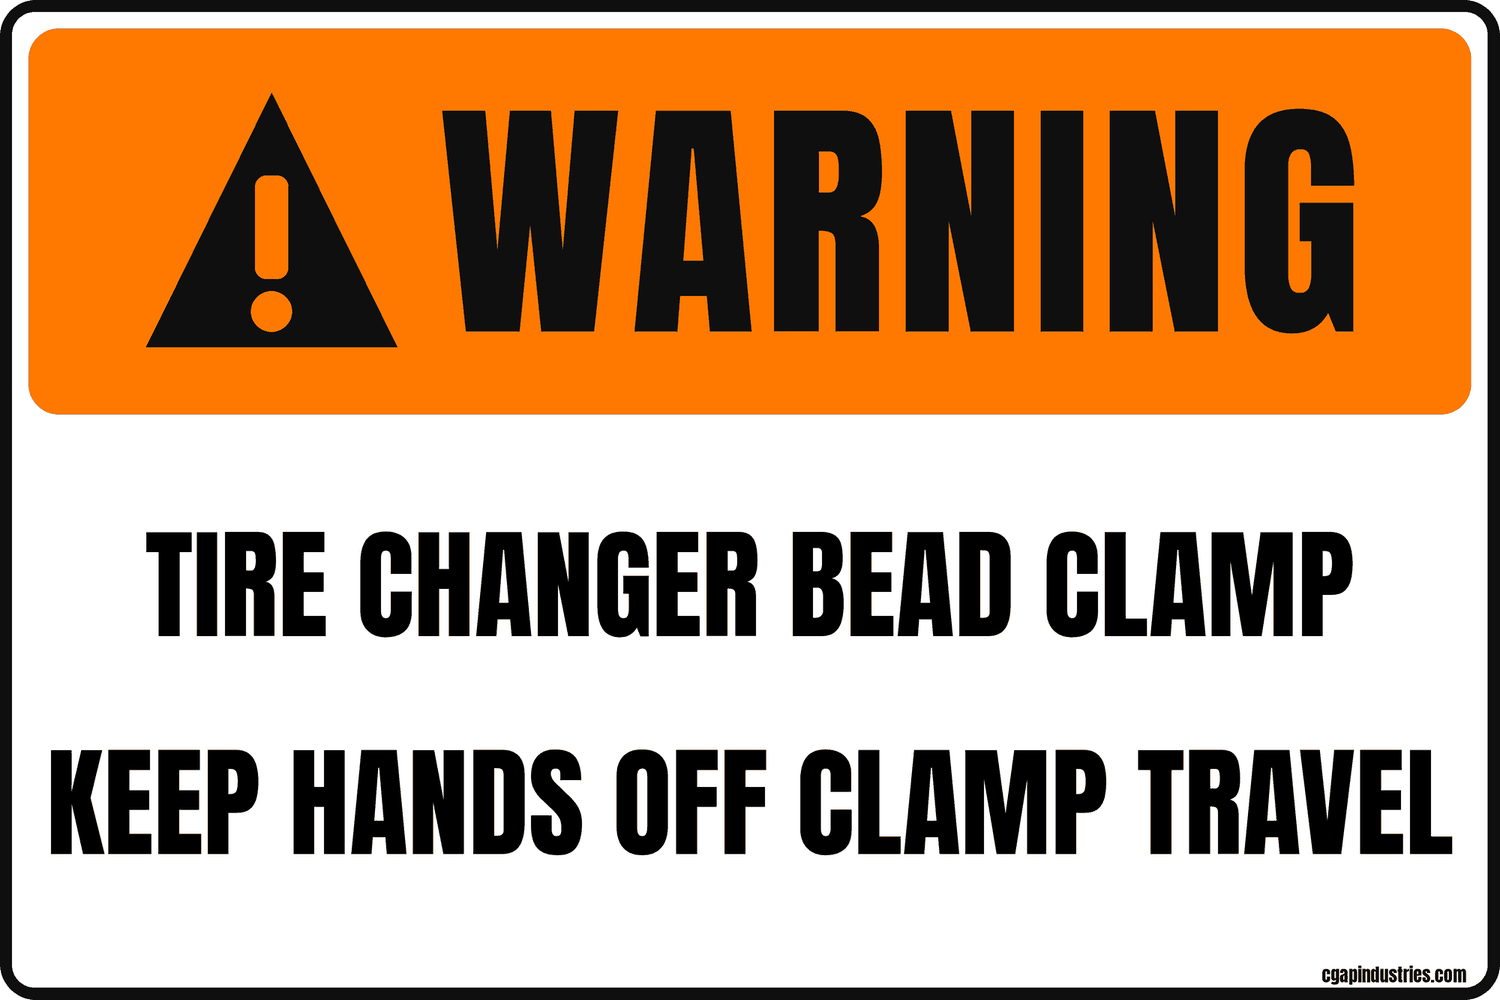 WARNING
TIRE CHANGER BEAD CLAMP
KEEP HANDS OFF CLAMP TRAVEL
cgapindustries.com